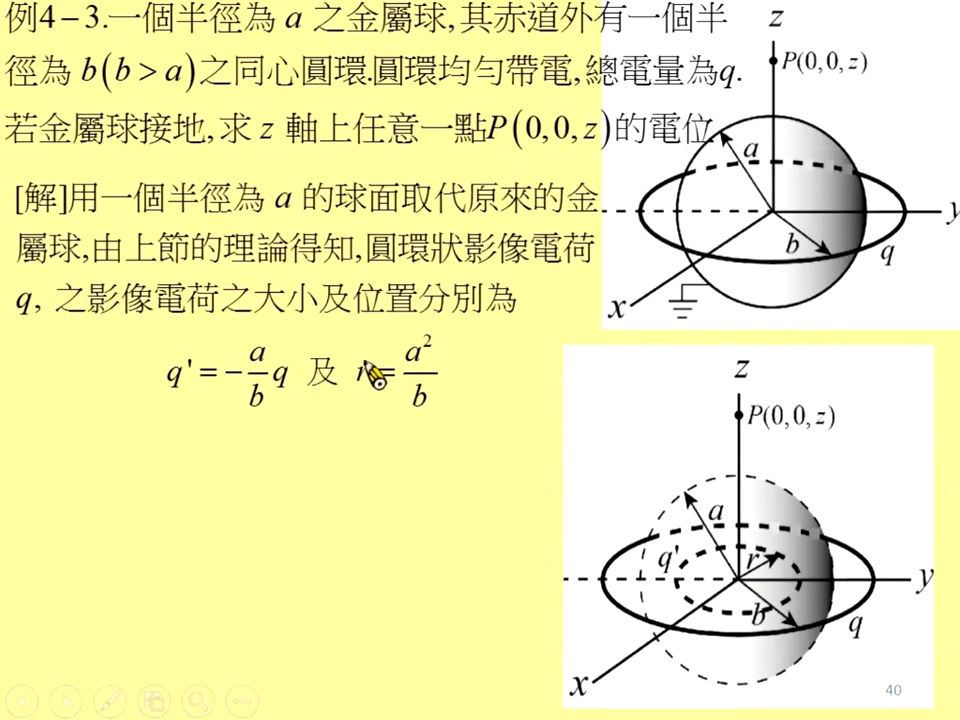 例4－3.一個半徑為 a 之金屬球,其赤道外有一個半
徑為 b(b > a)之同心圓環.圓環均勻帶電,總電量為q.
若金屬球接地,求 z 軸上任意一點P(0,0,z)的電位.
[解]用一個半徑為 a 的球面取代原來的金
屬球,由上節的理論得知,圓環狀影像電荷
q, 之影像電荷之大小及位置分別為
q' = − a/b q 及 r = a²/b
z
P(0,0,z)
a
y
b
q
x
z
P(0,0,z)
a
q'
r
y
b
q
x
40